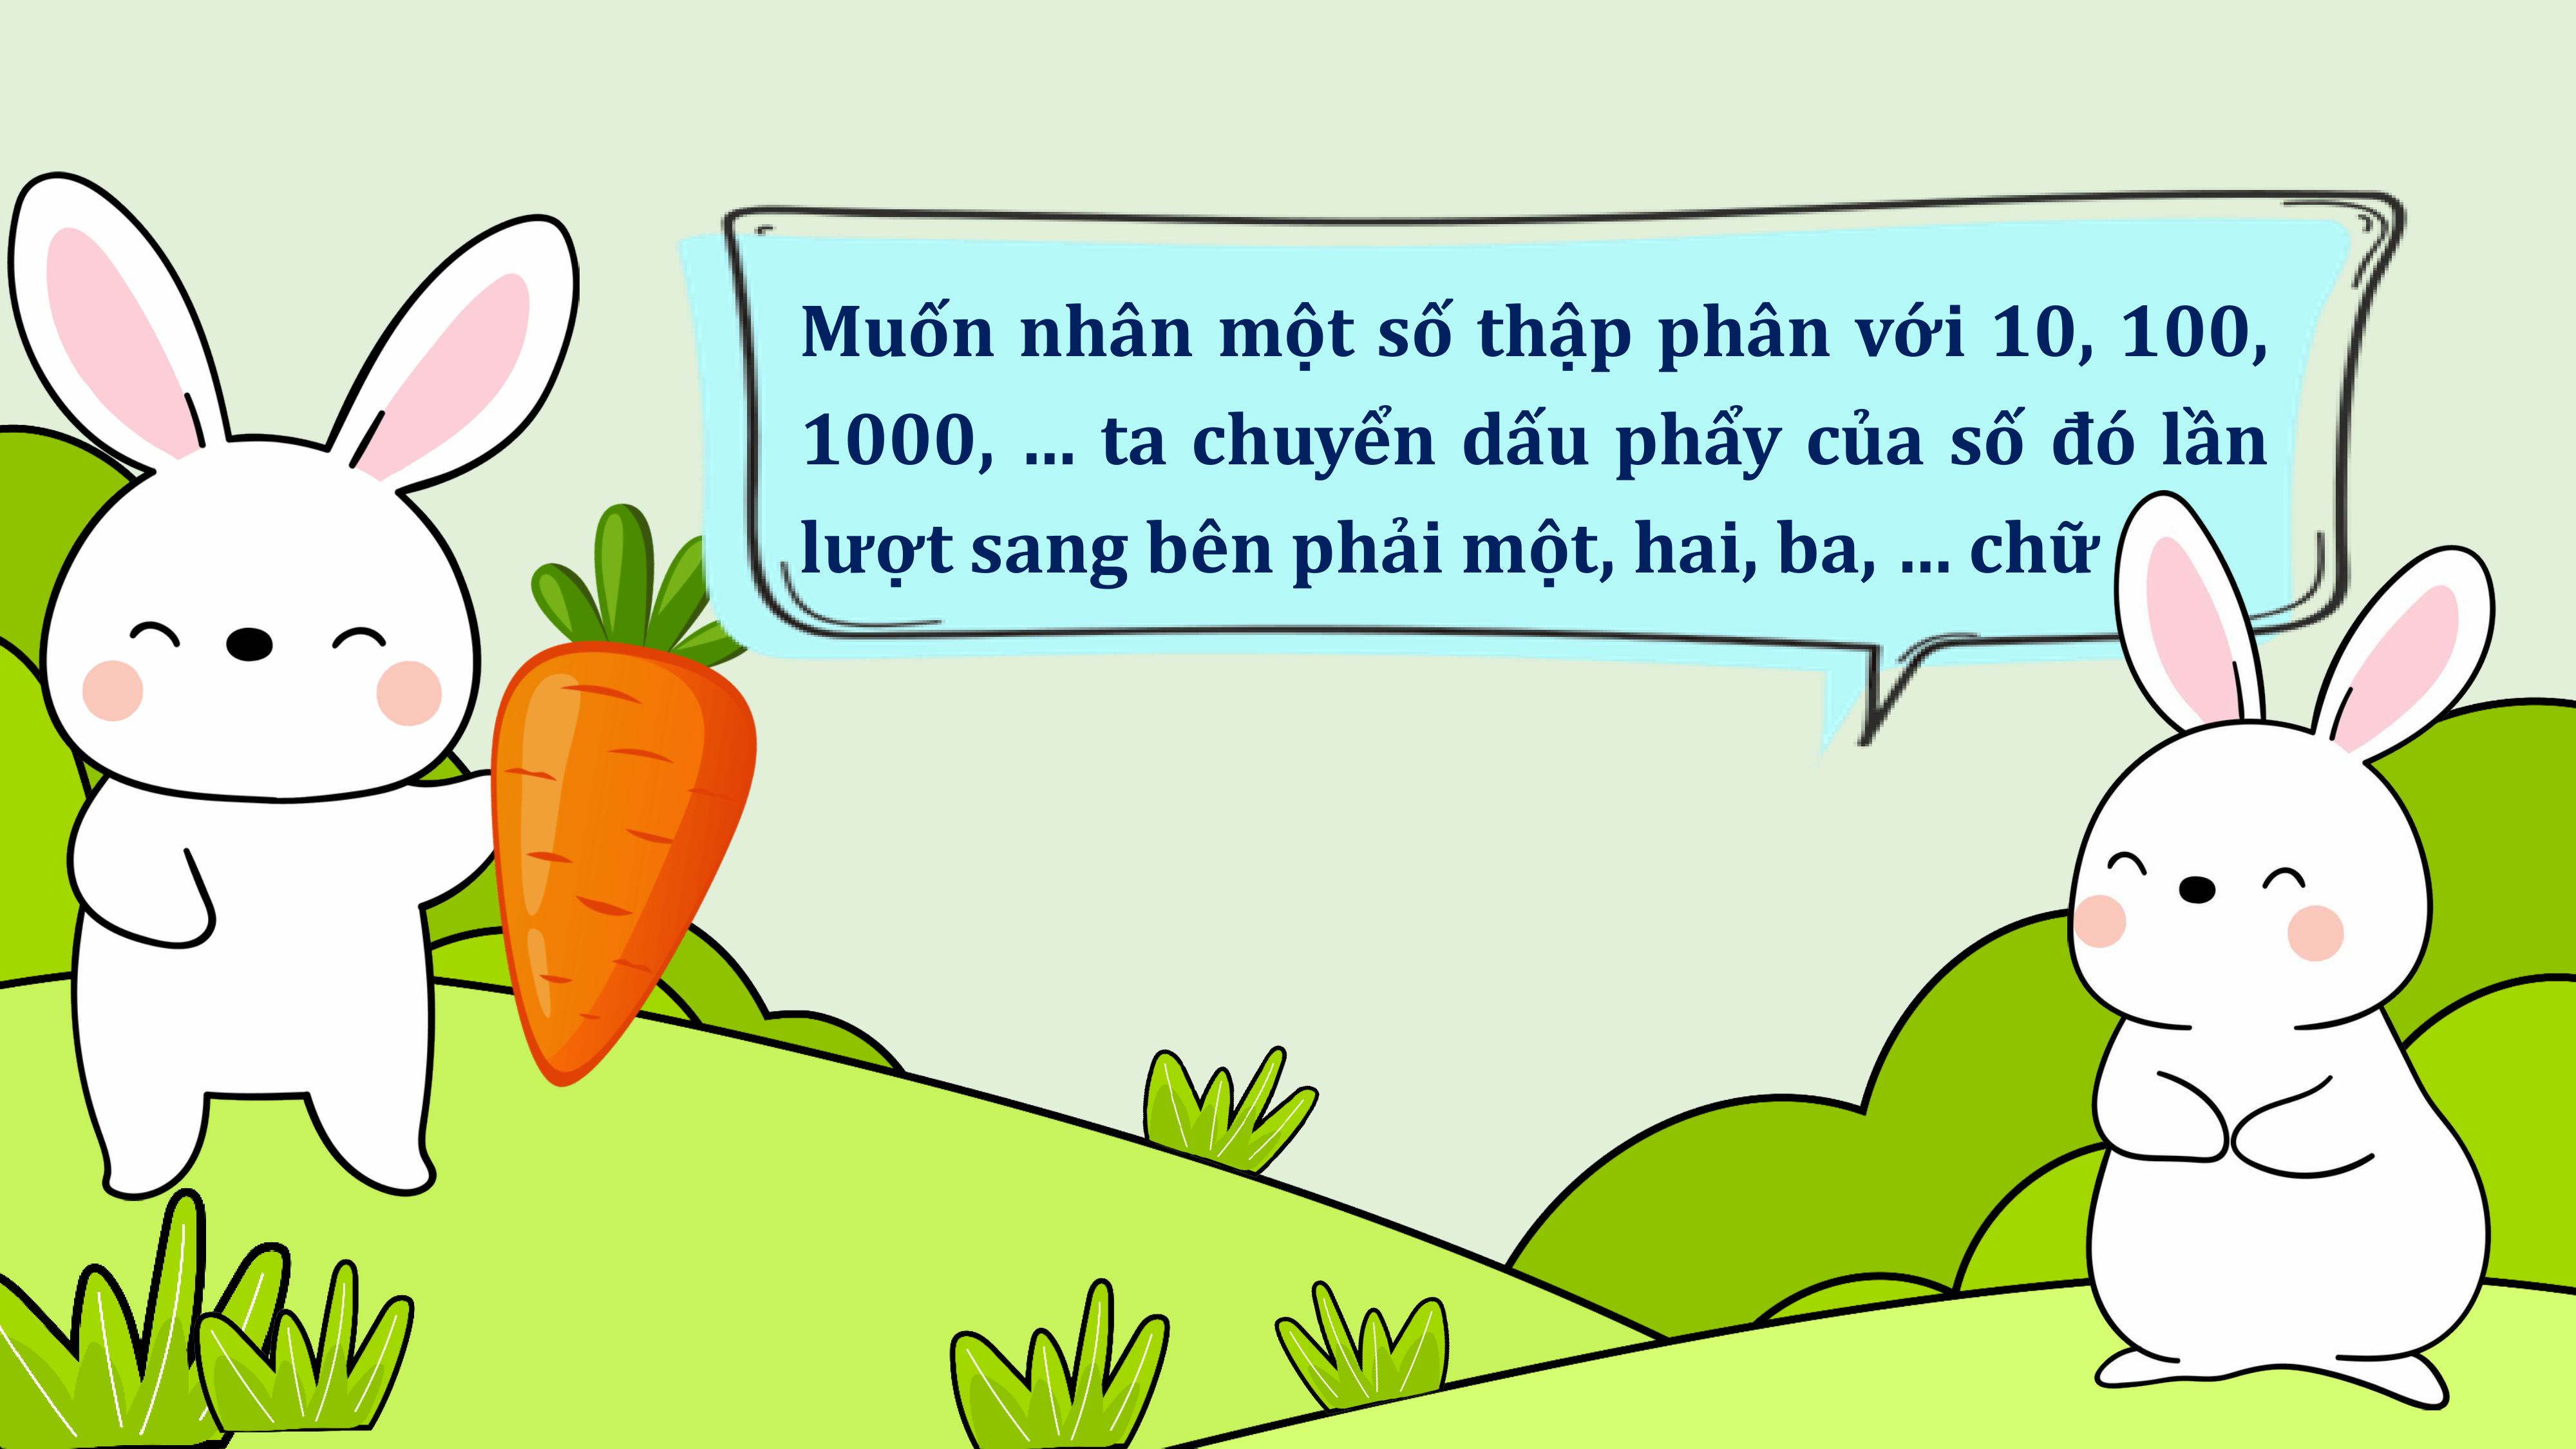 Muốn nhân một số thập phân với 10, 100,
1000, ... ta chuyển dấu phẩy của số đó lần
lượt sang bên phải một, hai, ba, ... chữ